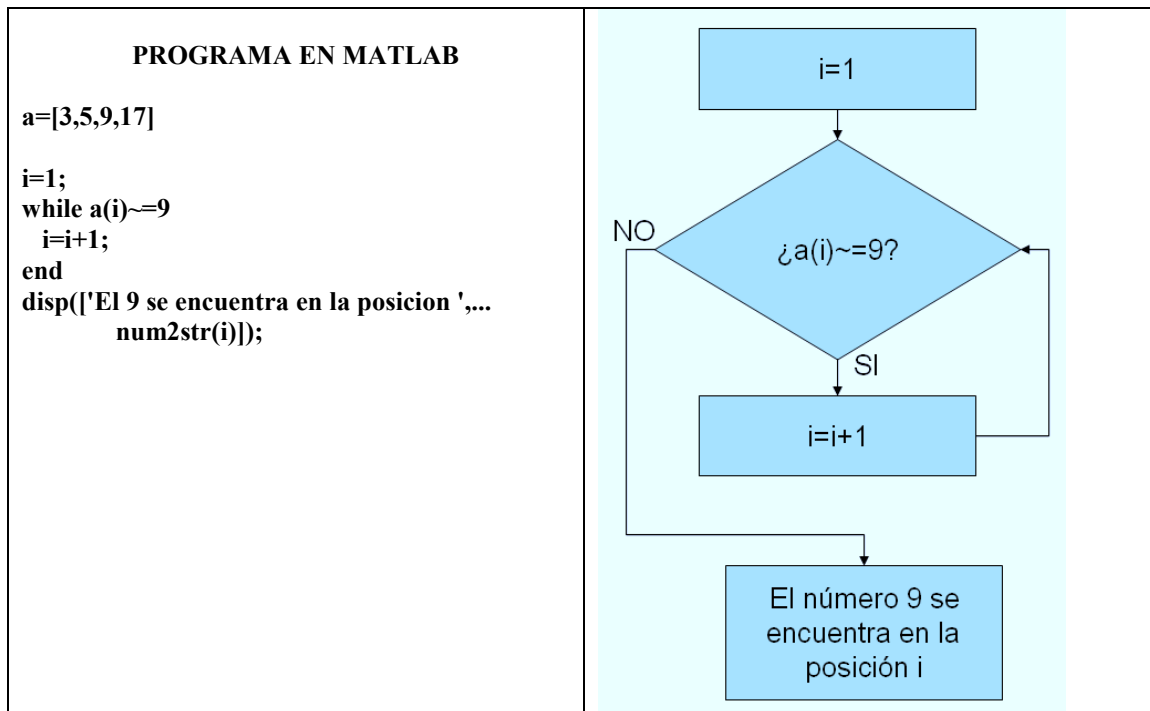 PROGRAMA EN MATLAB
a=[3,5,9,17]
i=1;
while a(i)~=9
i=i+1;
end
disp(['El 9 se encuentra en la posicion ',...
num2str(i)]);
i=1
NO
¿a(i)~=9?
SI
i=i+1
El número 9 se
encuentra en la
posición i